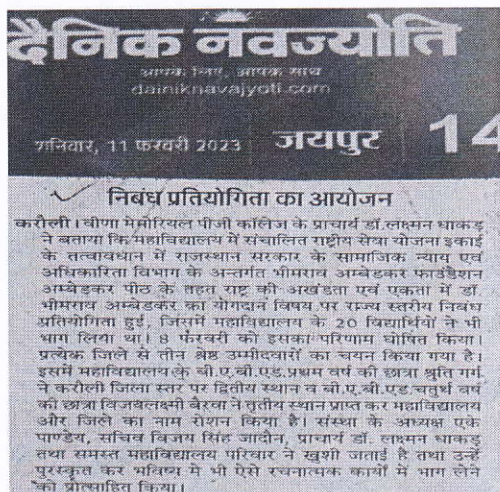 दैनिक नवज्योति
आपके लिए, आपके साथ
dainiknavajyoti.com
शनिवार, 11 फरवरी 2023 जयपुर 14
निबंध प्रतियोगिता का आयोजन
करौली। वीणा मेमोरियल पीजी कॉलेज के प्राचार्य डॉ.लक्ष्मन धाकड़
ने बताया कि महाविद्यालय में संचालित राष्ट्रीय सेवा योजना इकाई
के तत्वावधान में राजस्थान सरकार के सामाजिक न्याय एवं
अधिकारिता विभाग के अन्तर्गत भीमराव अम्बेडकर फाउंडेशन
अम्बेडकर पीठ के तहत राष्ट्र की अखंडता एवं एकता में डॉ.
भीमराव अम्बेडकर का योगदान विषय पर राज्य स्तरीय निबंध
प्रतियोगिता हुई, जिसमें महाविद्यालय के 20 विद्यार्थियों ने भी
भाग लिया था। 8 फरवरी को इसका परिणाम घोषित किया।
प्रत्येक जिले से तीन श्रेष्ठ उम्मीदवारों का चयन किया गया है।
इसमें महाविद्यालय के बी.ए.बी.एड.प्रथम वर्ष की छात्रा श्रुति गर्ग
ने करौली जिला स्तर पर द्वितीय स्थान व बी.ए.बी.एड.चतुर्थ वर्ष
की छात्रा विजयलक्ष्मी बैरवा ने तृतीय स्थान प्राप्त कर महाविद्यालय
और जिले का नाम रोशन किया है। संस्था के अध्यक्ष एके
पाण्डेय, सचिव विजय सिंह जादौन, प्राचार्य डॉ. लक्ष्मन धाकड़
तथा समस्त महाविद्यालय परिवार ने खुशी जताई है तथा उन्हें
पुरस्कृत कर भविष्य में भी ऐसे रचनात्मक कार्यों में भाग लेने
को प्रोत्साहित किया।